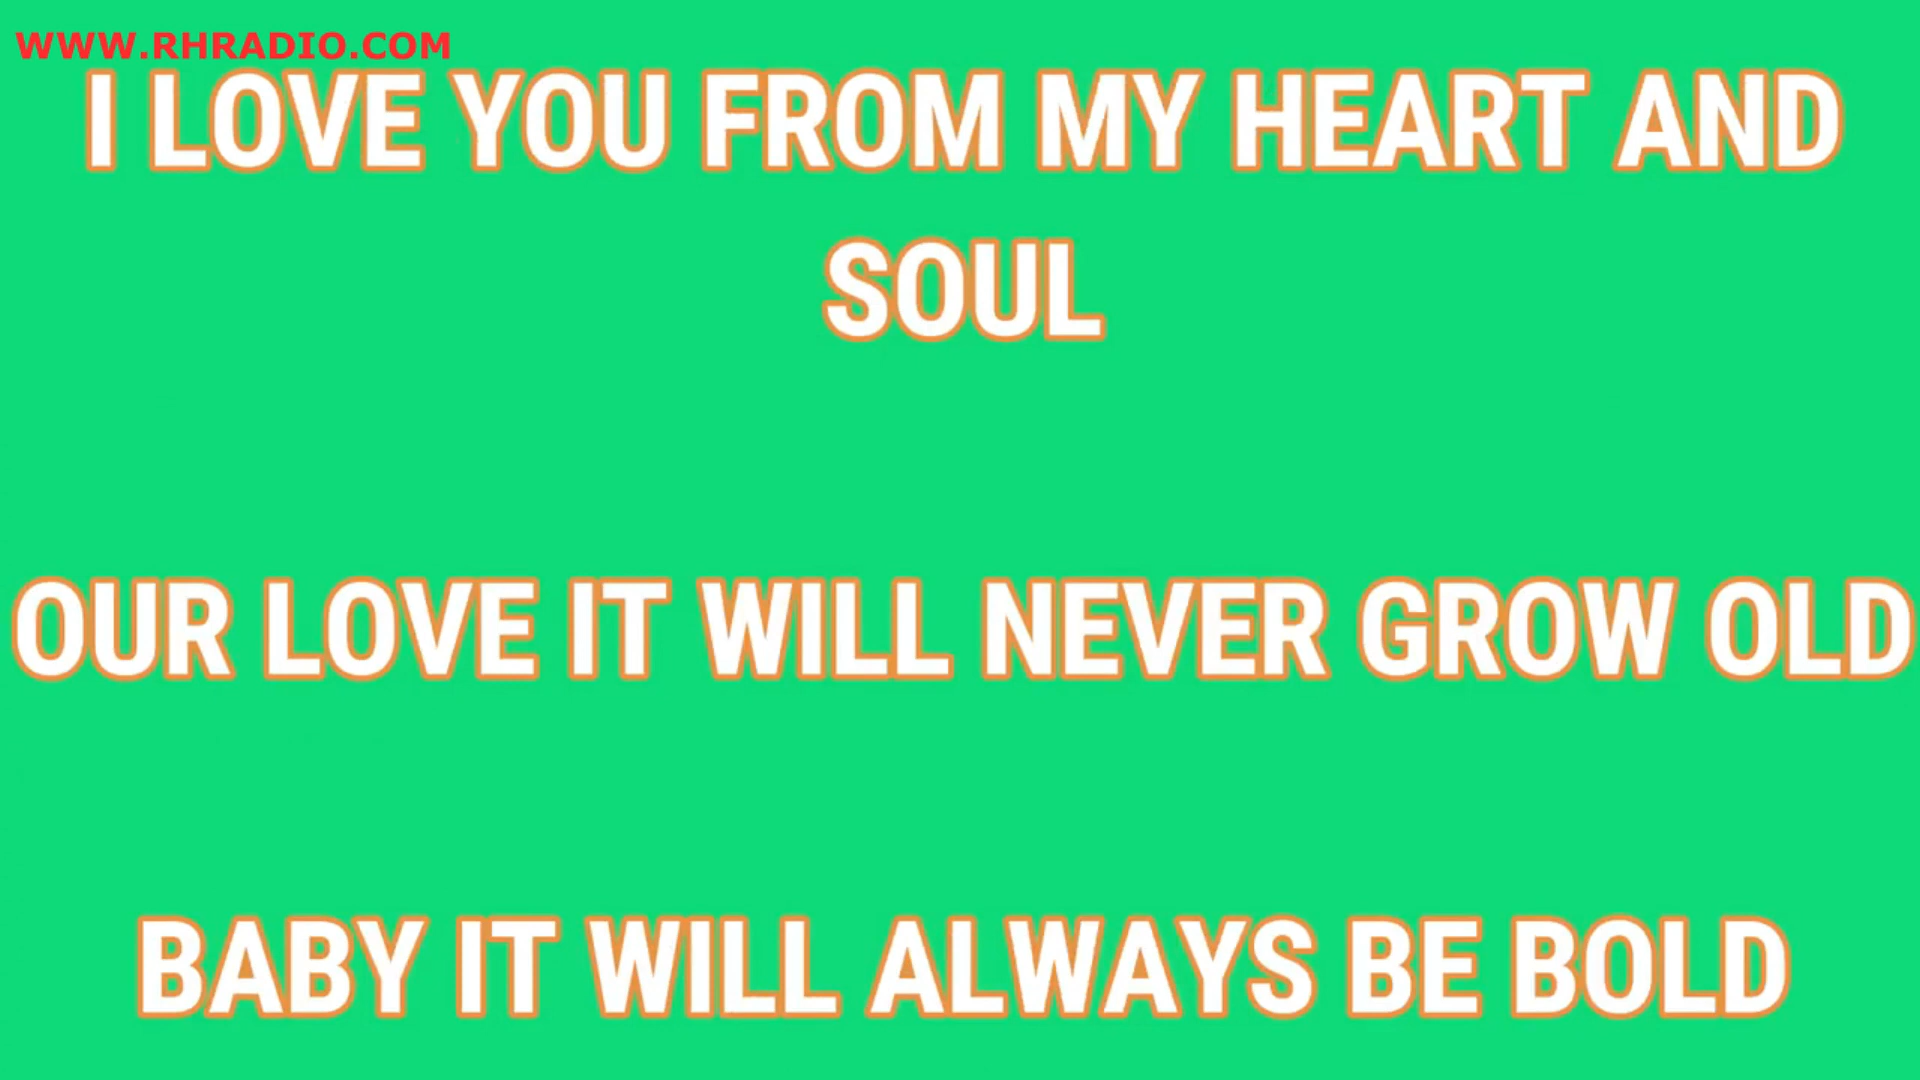 WWW.RHRADIO.COM
I LOVE YOU FROM MY HEART AND
SOUL
OUR LOVE IT WILL NEVER GROW OLD
BABY IT WILL ALWAYS BE BOLD